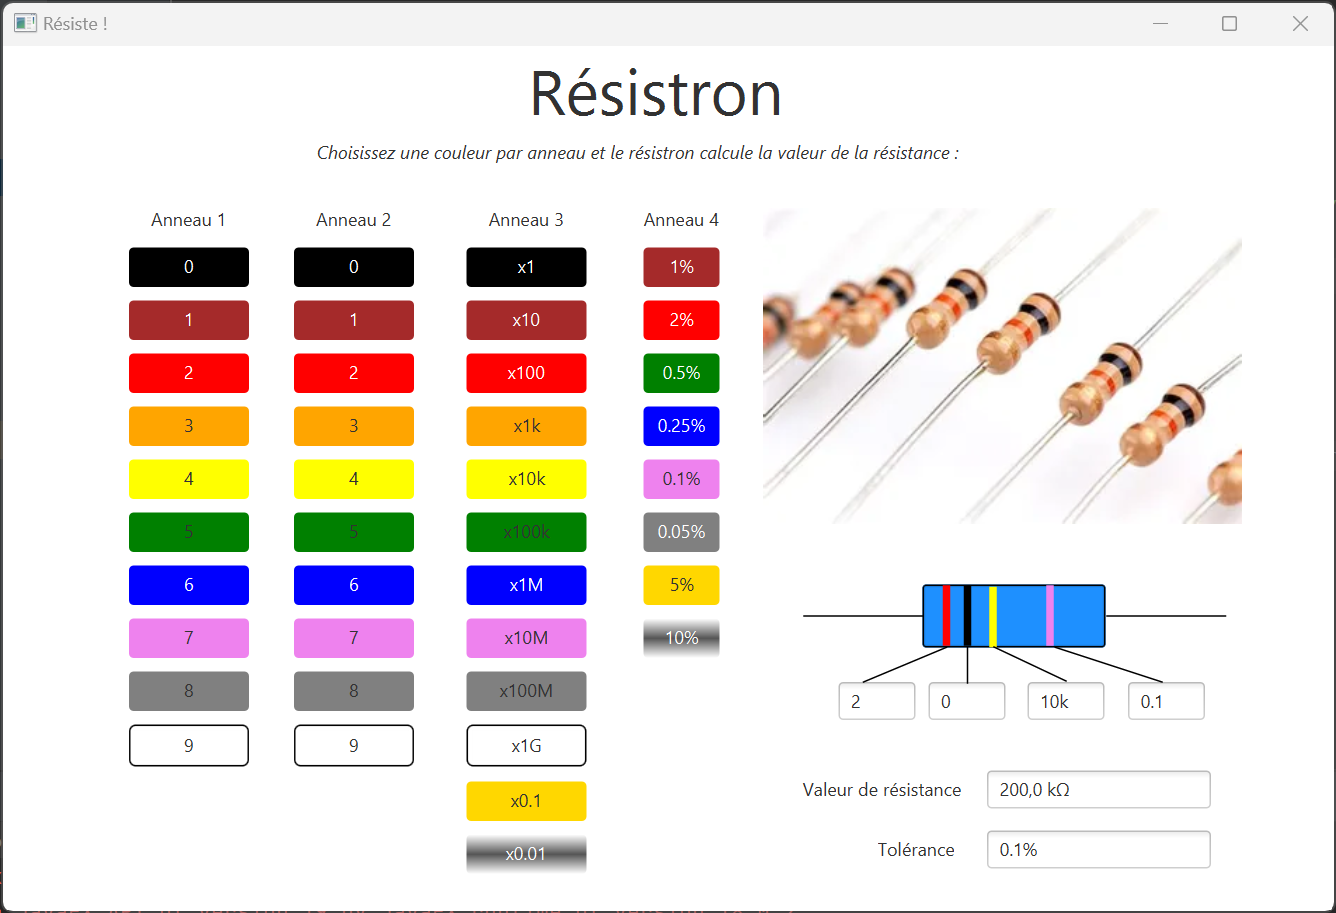 Résiste !
Résistron
Choisissez une couleur par anneau et le résistron calcule la valeur de la résistance :
Anneau 1 Anneau 2 Anneau 3 Anneau 4
0 0 x1 1%
1 1 x10 2%
2 2 x100 0.5%
3 3 x1k 0.25%
4 4 x10k 0.1%
5 5 x100k 0.05%
6 6 x1M 5%
7 7 x10M 10%
8 8 x100M
9 9 x1G
x0.1
x0.01
2 0 10k 0.1
Valeur de résistance 200,0 kΩ
Tolérance 0.1%